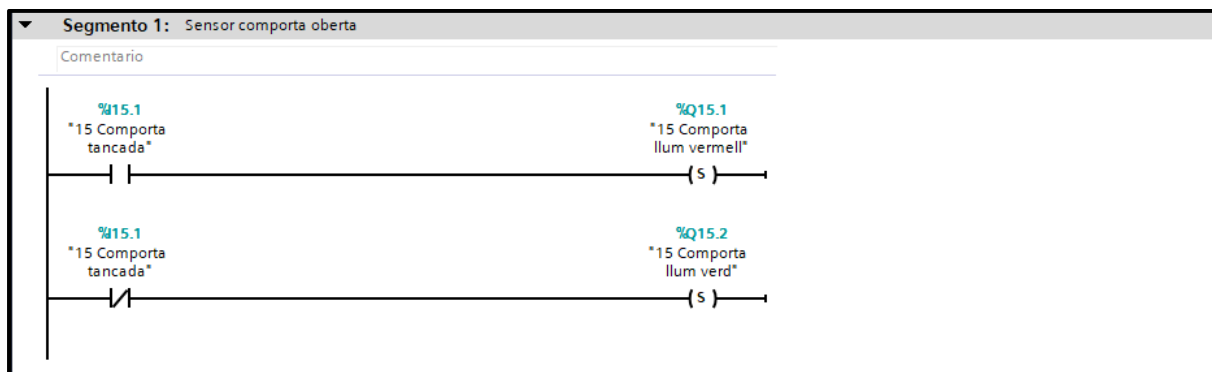 Segmento 1: Sensor comporta oberta
Comentario
%I15.1
"15 Comporta
tancada"
%Q15.1
"15 Comporta
llum vermell"
S
%I15.1
"15 Comporta
tancada"
%Q15.2
"15 Comporta
llum verd"
S